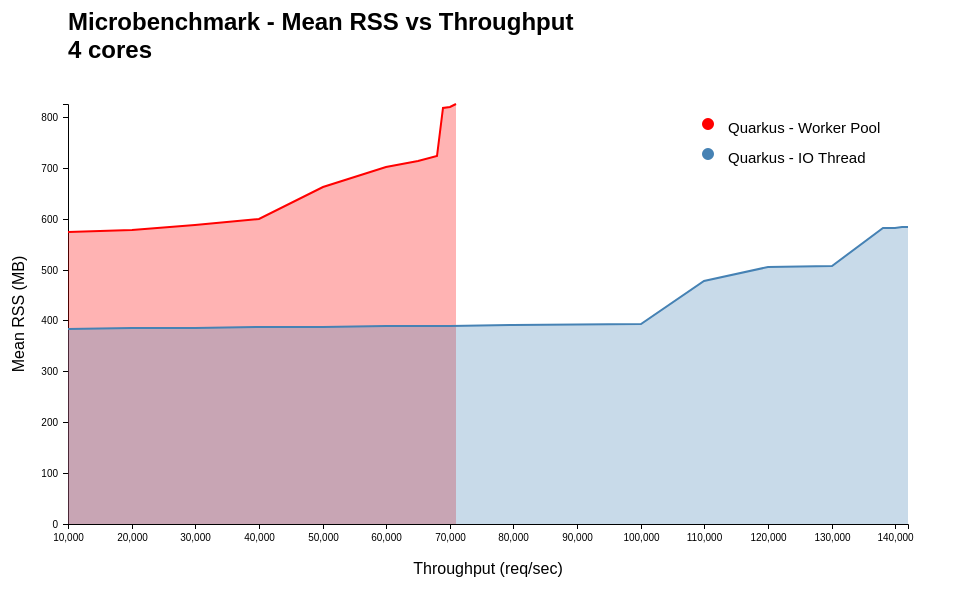 Microbenchmark - Mean RSS vs Throughput
4 cores
Quarkus - Worker Pool
Quarkus - IO Thread
Mean RSS (MB)
800
700
600
500
400
300
200
100
0
10,000 20,000 30,000 40,000 50,000 60,000 70,000 80,000 90,000 100,000 110,000 120,000 130,000 140,000
Throughput (req/sec)